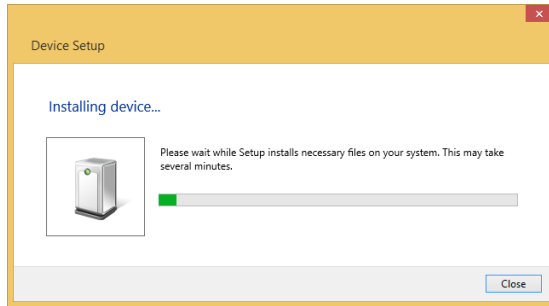 Device Setup
Installing device...
Please wait while Setup installs necessary files on your system. This may take
several minutes.
Close